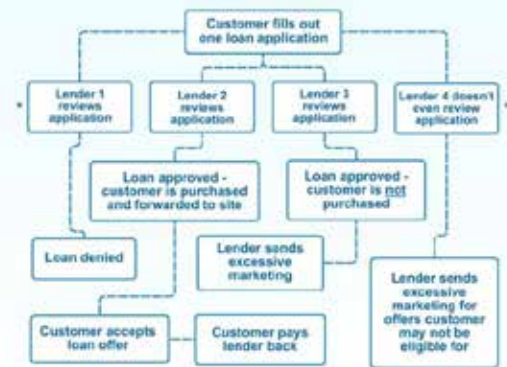 Customer fills out
one loan application
Lender 1
reviews
application
Lender 2
reviews
application
Lender 3
reviews
application
Lender 4 doesn't
even review
application
Loan approved -
customer is purchased
and forwarded to site
Loan approved -
customer is not
purchased
Loan denied
Lender sends
excessive
marketing
Lender sends
excessive
marketing for
offers customer
may not be
eligible for
Customer accepts
loan offer
Customer pays
lender back